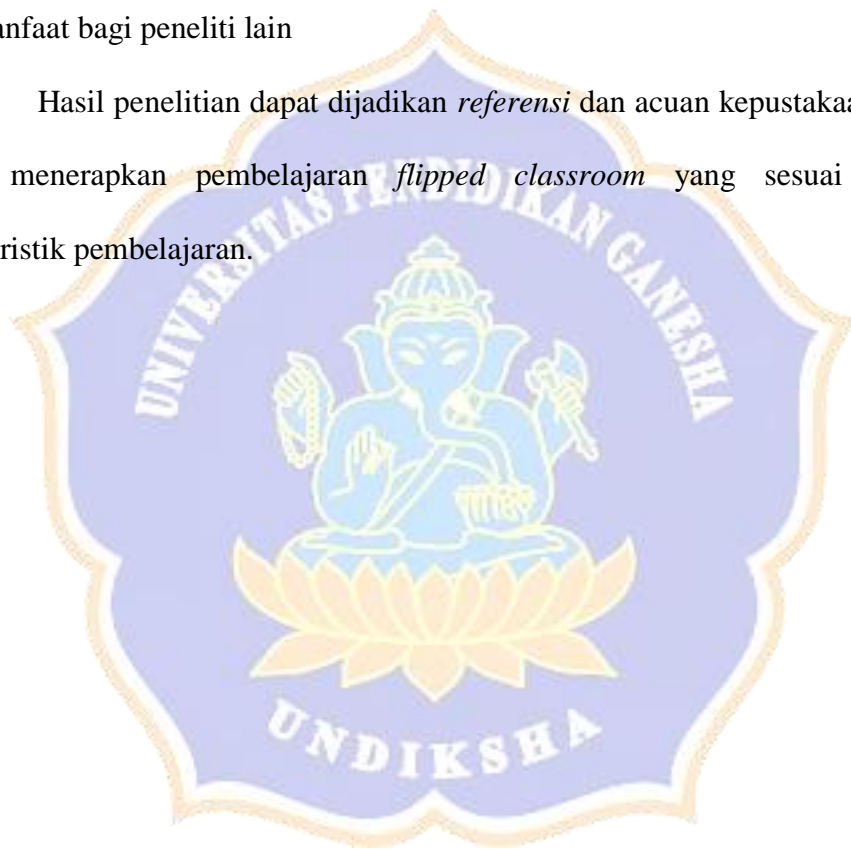 anfaat bagi peneliti lain
Hasil penelitian dapat dijadikan referensi dan acuan kepustakaa
menerapkan pembelajaran flipped classroom yang sesuai
ristik pembelajaran.
UNIVERSITAS PENDIDIKAN GANESHA
UNDIKSHA